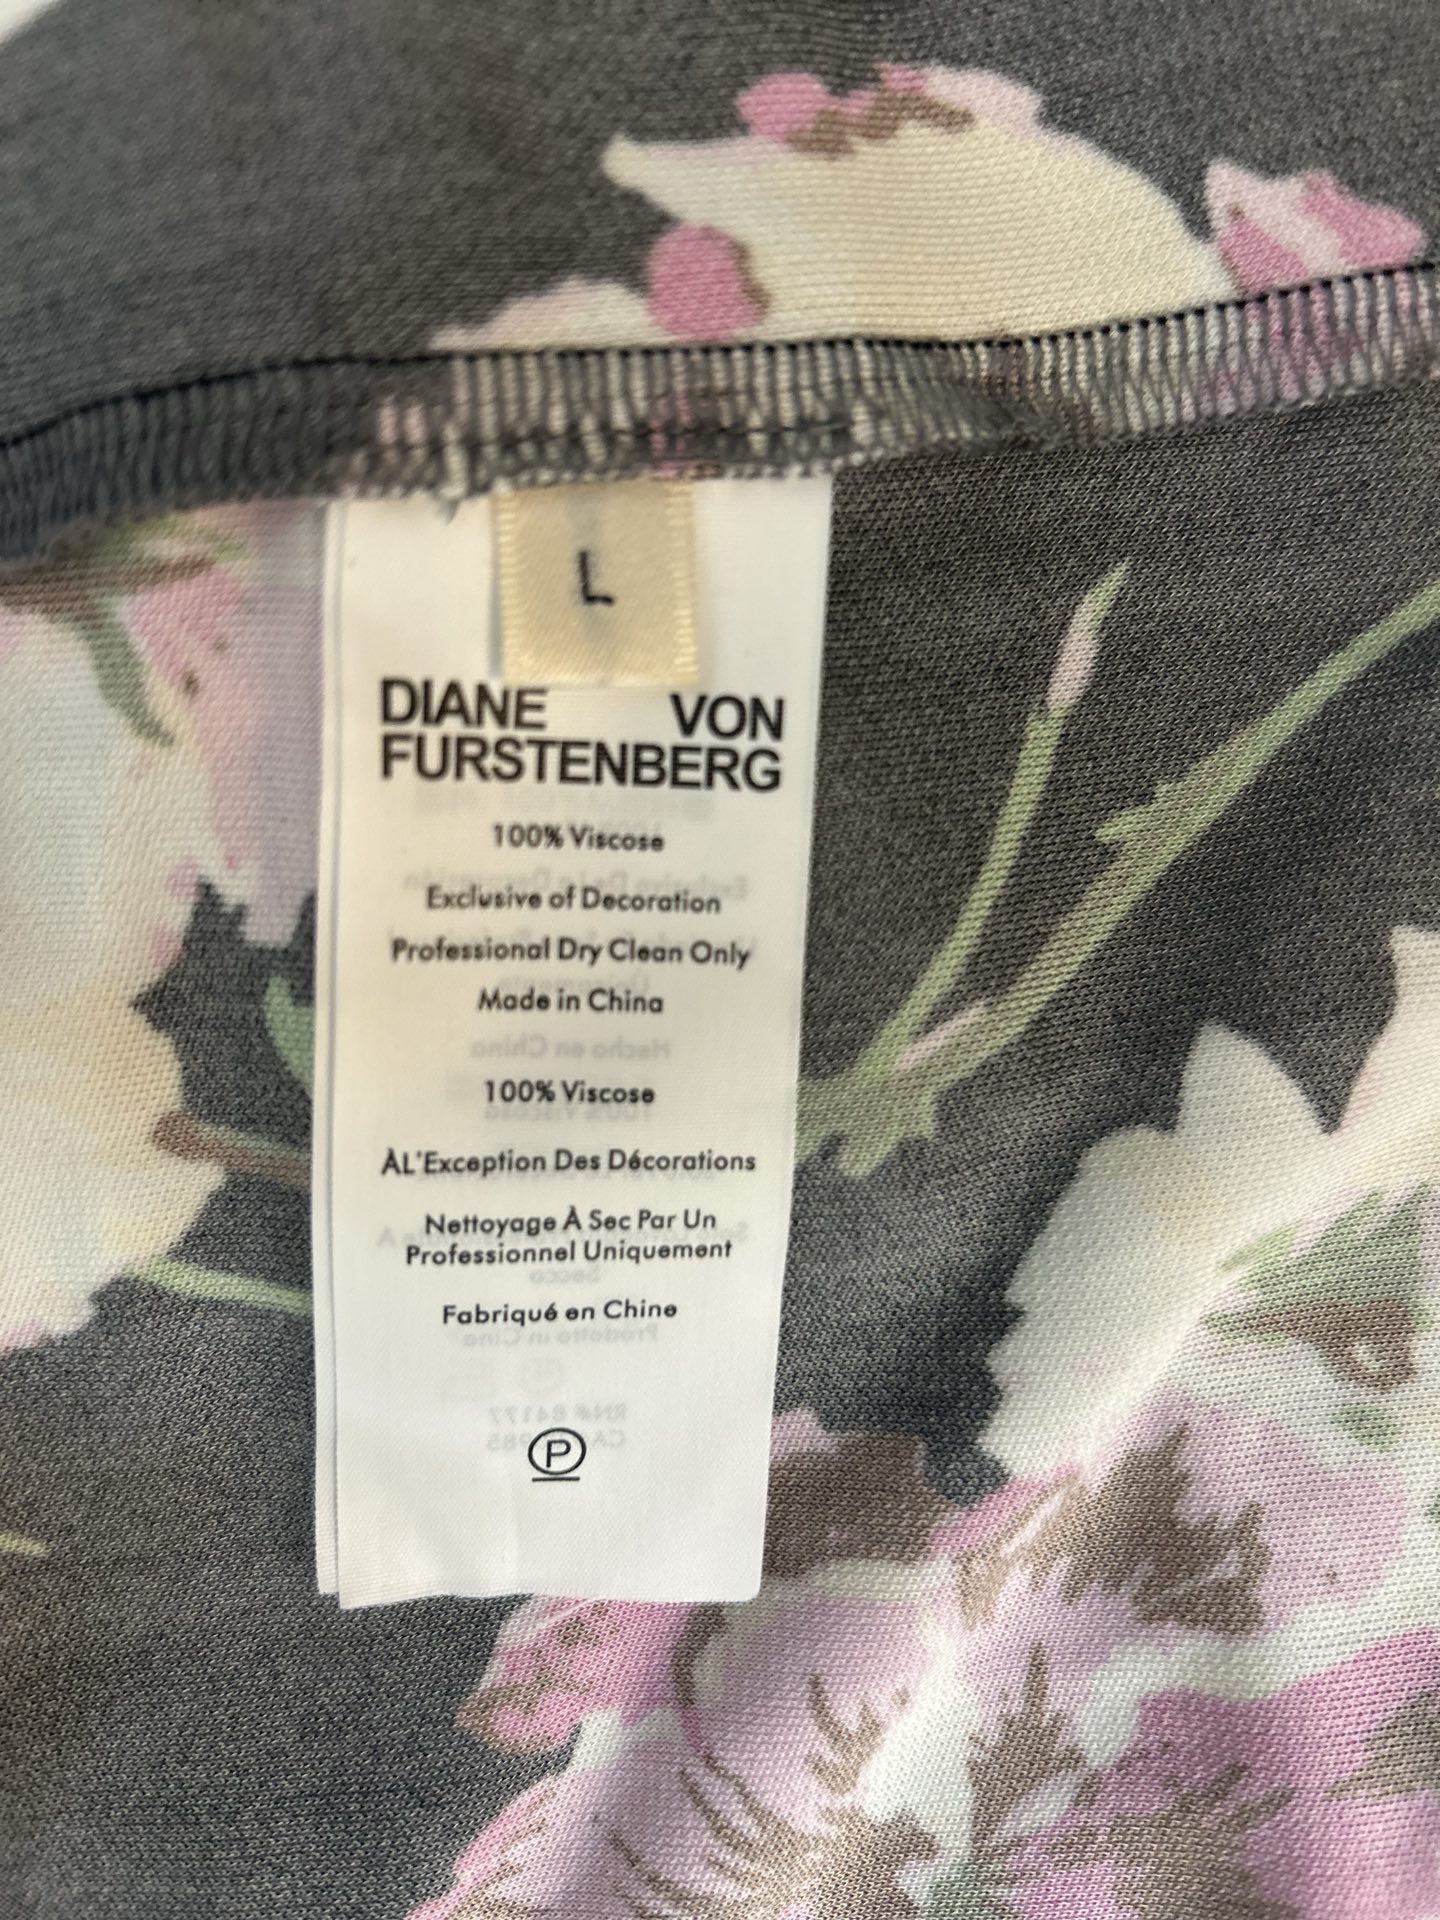 L
DIANE VON
FURSTENBERG
100% Viscose
Exclusive of Decoration
Professional Dry Clean Only
Made in China
100% Viscose
ÀL'Exception Des Décorations
Nettoyage À Sec Par Un
Professionnel Uniquement
Fabriqué en Chine
P